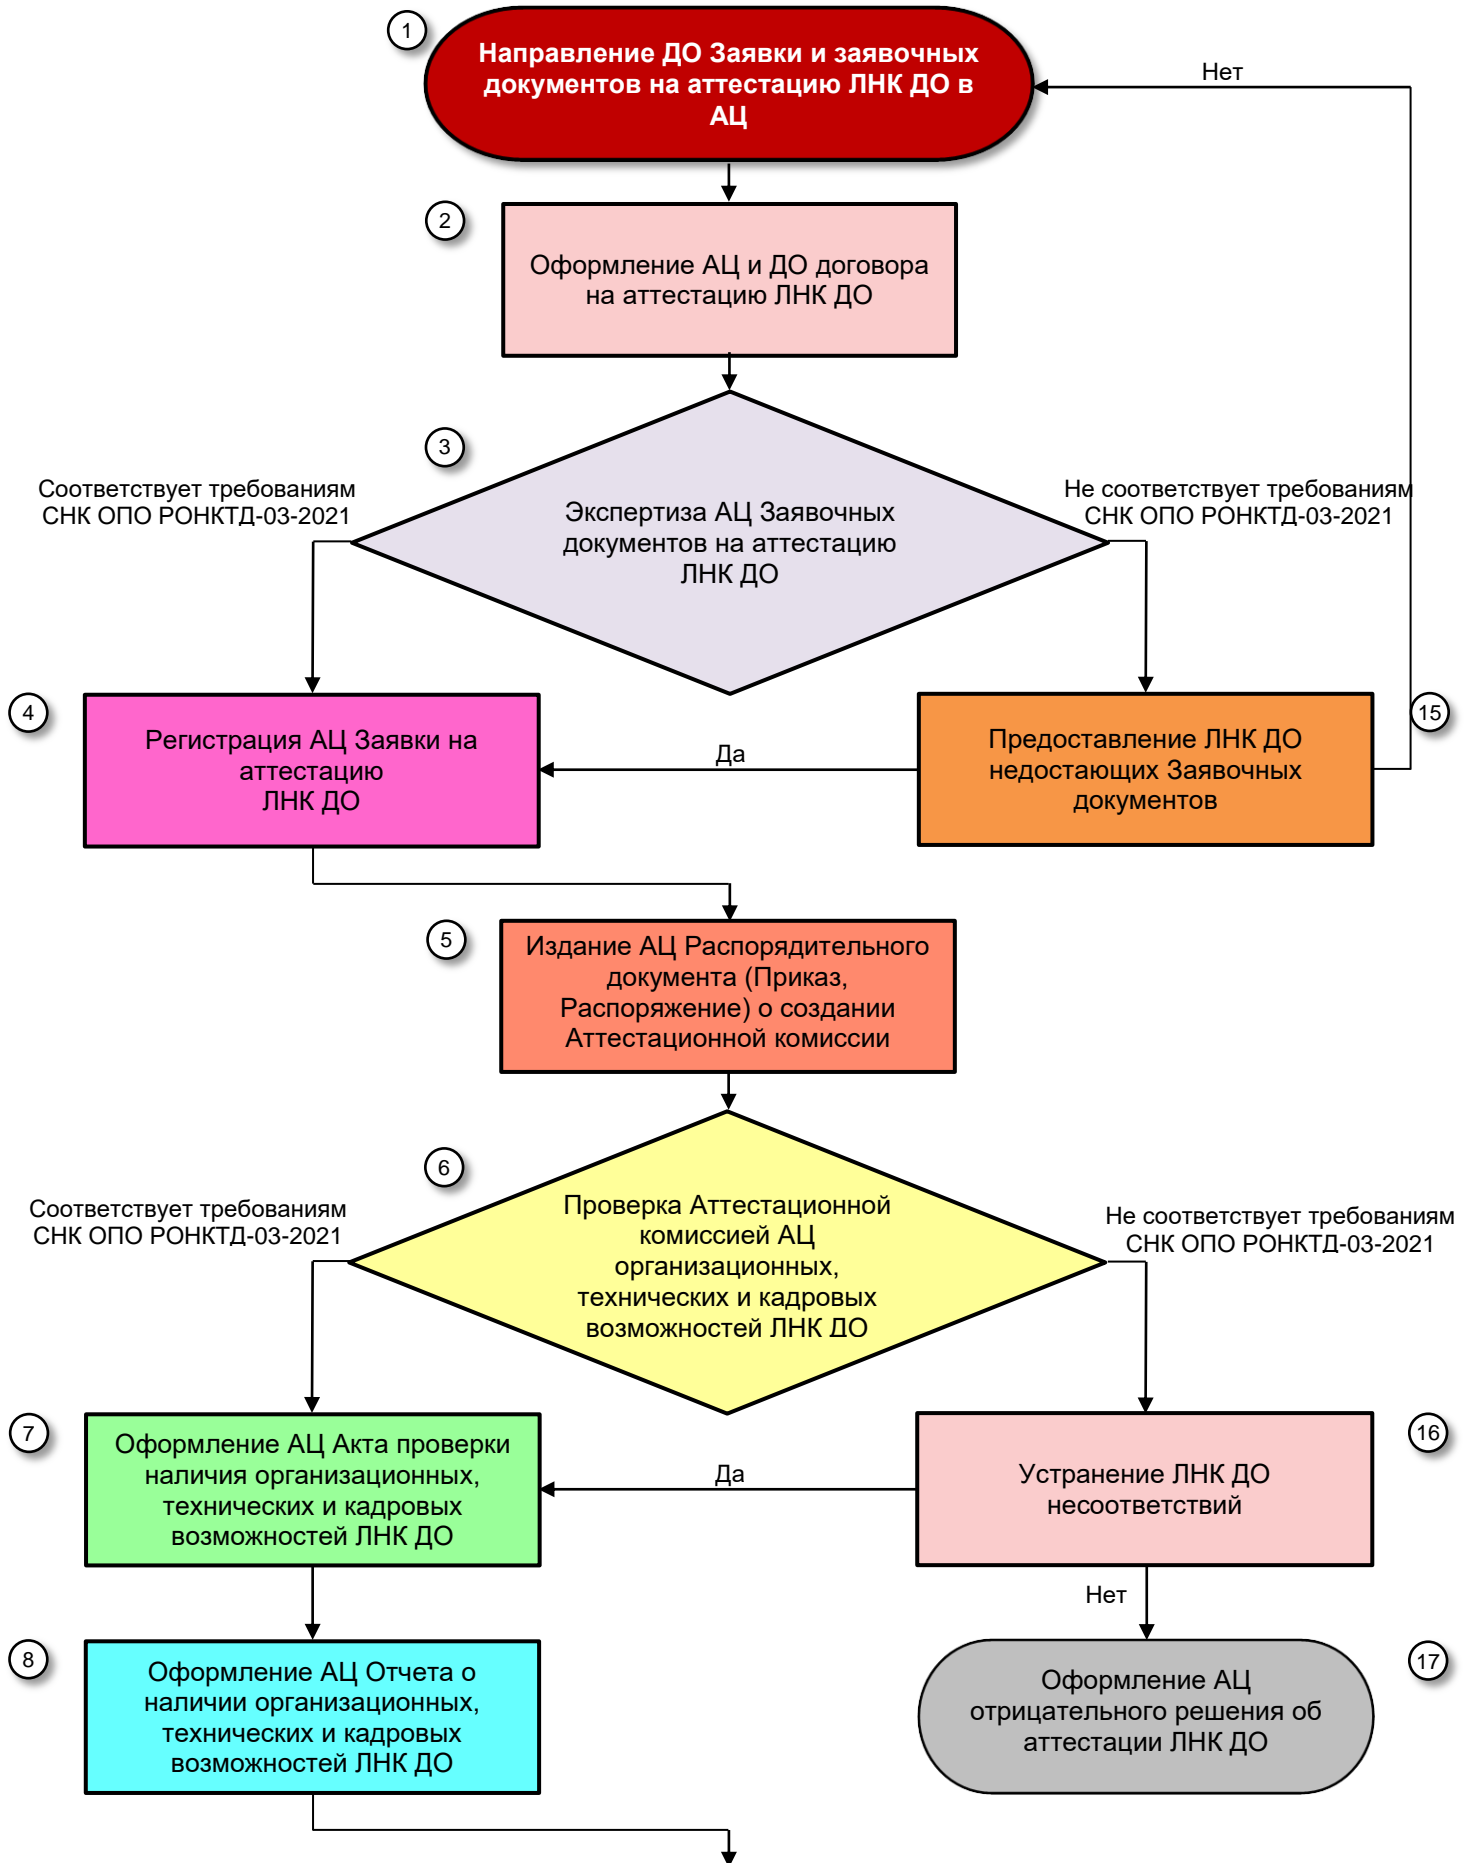 1
Направление ДО Заявки и заявочных
документов на аттестацию ЛНК ДО в
АЦ
Нет
2
Оформление АЦ и ДО договора
на аттестацию ЛНК ДО
3
Соответствует требованиям
СНК ОПО РОНКТД-03-2021
Экспертиза АЦ Заявочных
документов на аттестацию
ЛНК ДО
Не соответствует требованиям
СНК ОПО РОНКТД-03-2021
4
Регистрация АЦ Заявки на
аттестацию
ЛНК ДО
Да
Предоставление ЛНК ДО
недостающих Заявочных
документов
15
5
Издание АЦ Распорядительного
документа (Приказ,
Распоряжение) о создании
Аттестационной комиссии
6
Соответствует требованиям
СНК ОПО РОНКТД-03-2021
Проверка Аттестационной
комиссией АЦ
организационных,
технических и кадровых
возможностей ЛНК ДО
Не соответствует требованиям
СНК ОПО РОНКТД-03-2021
7
Оформление АЦ Акта проверки
наличия организационных,
технических и кадровых
возможностей ЛНК ДО
Да
Устранение ЛНК ДО
несоответствий
16
Нет
8
Оформление АЦ Отчета о
наличии организационных,
технических и кадровых
возможностей ЛНК ДО
Оформление АЦ
отрицательного решения об
аттестации ЛНК ДО
17